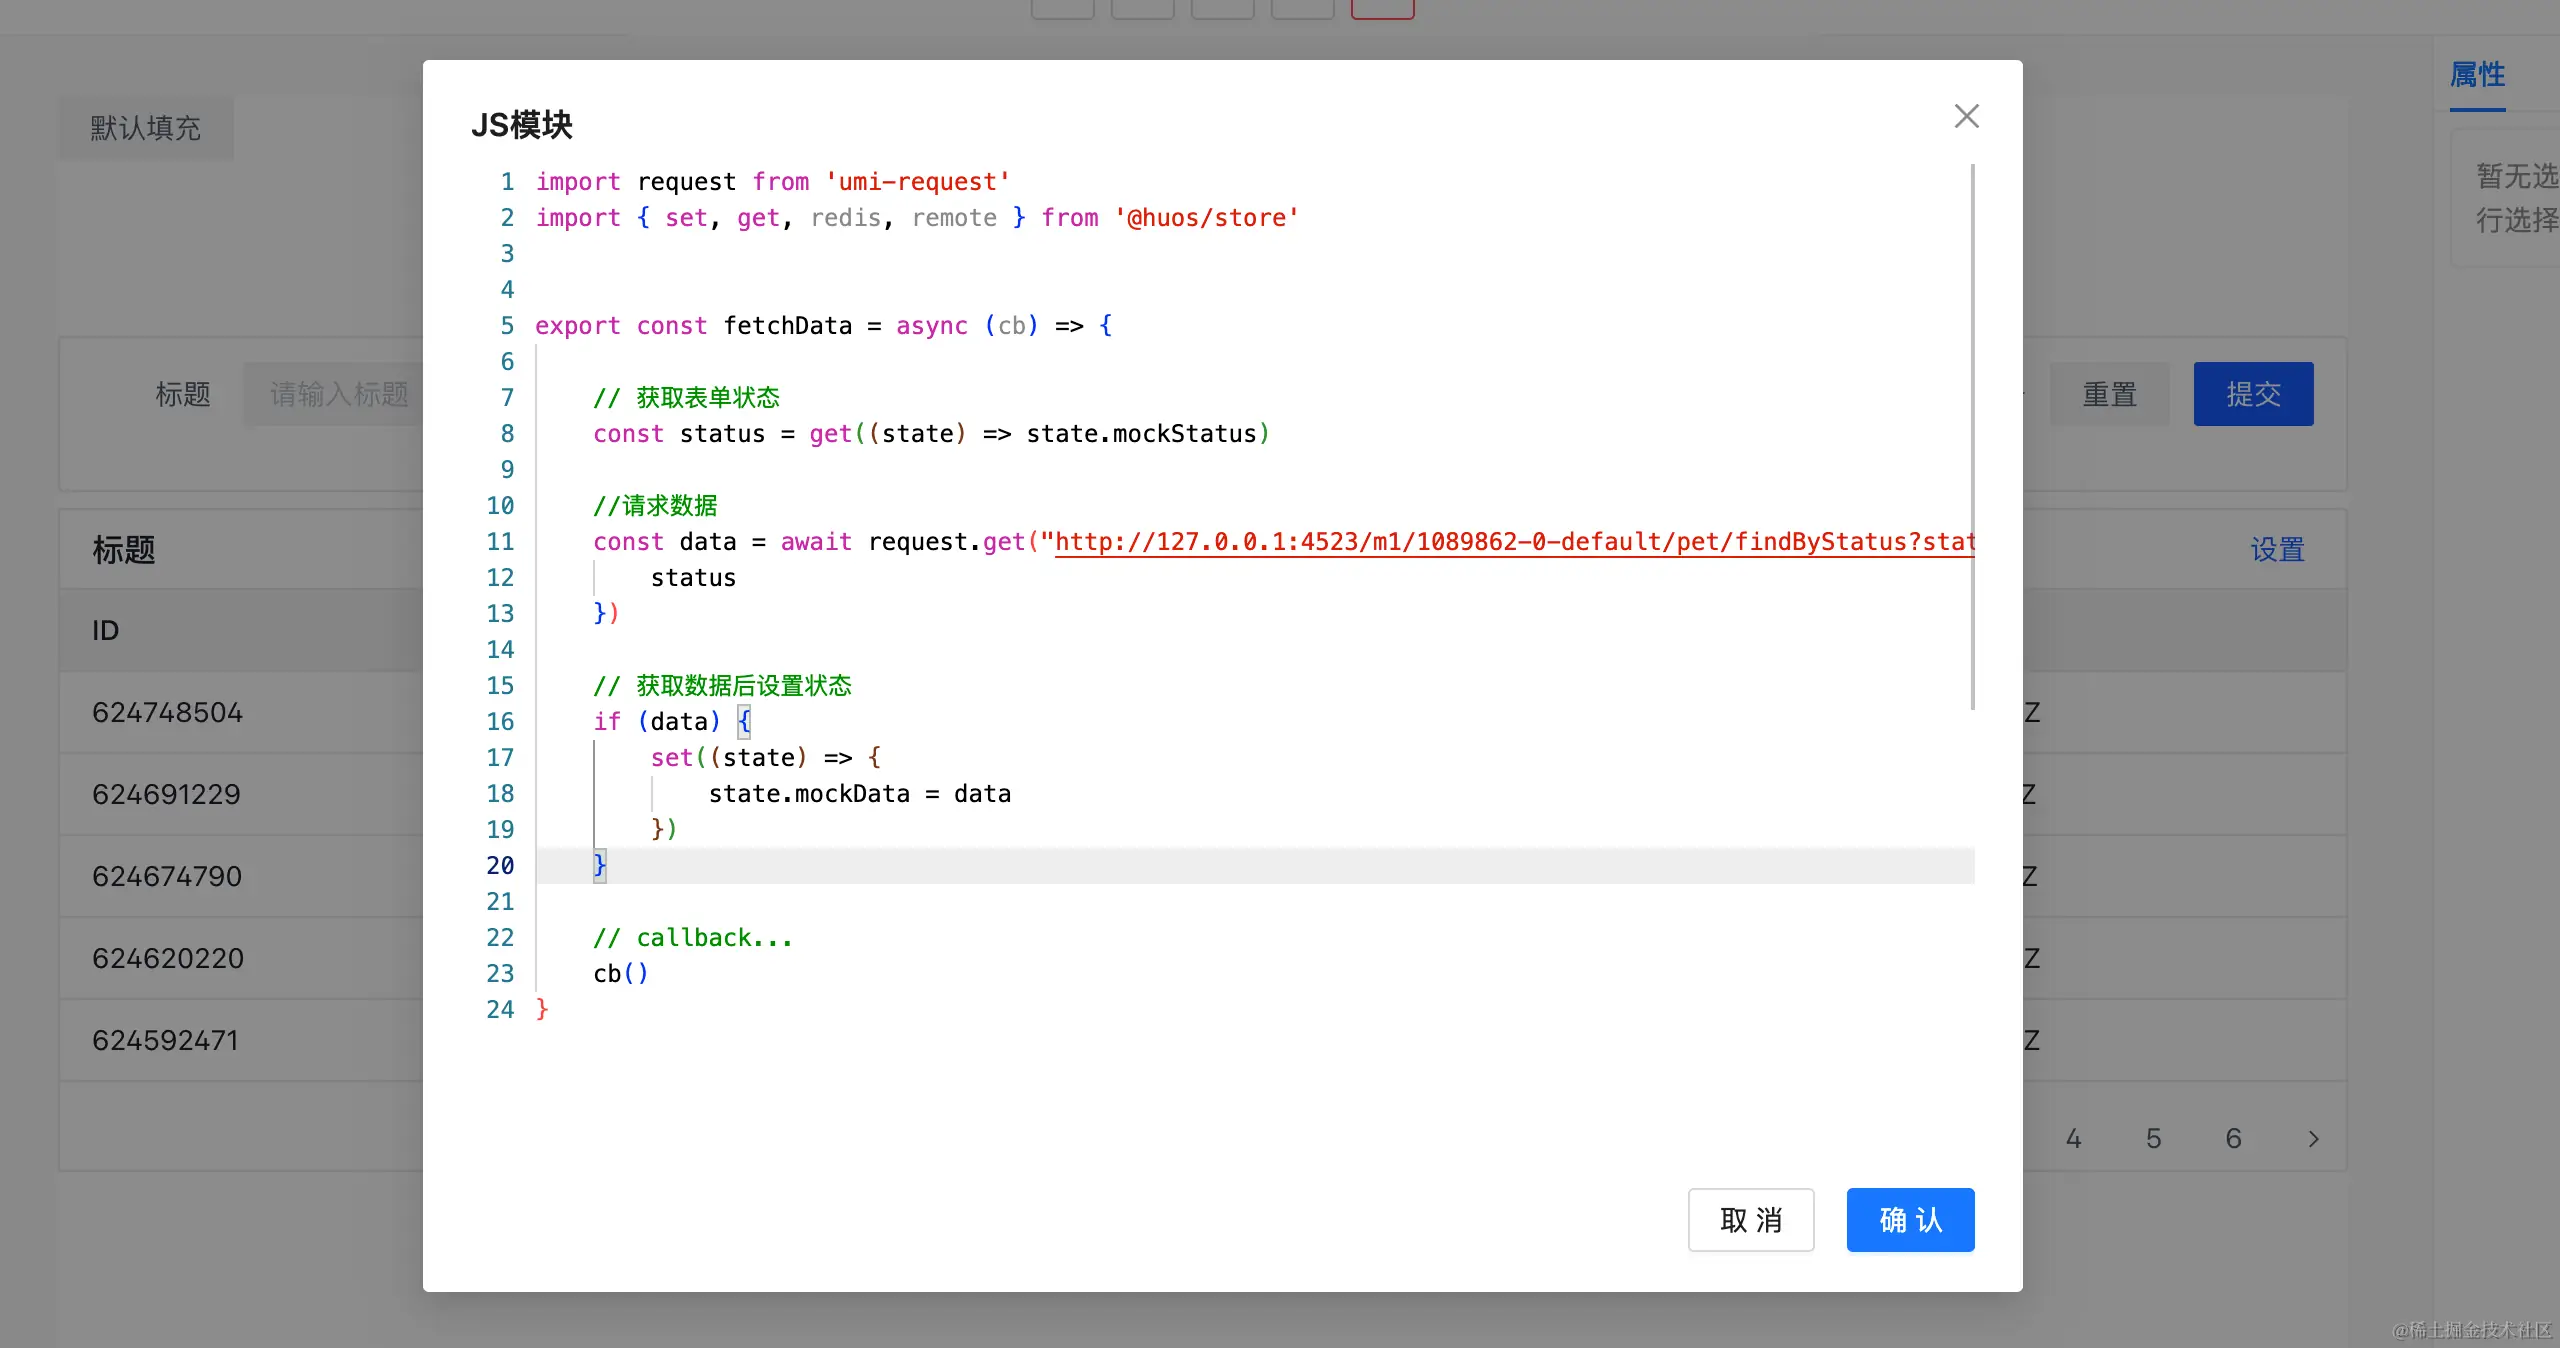 属性
默认填充
暂无选
行选择
标题
请输入标题
重置
提交
标题
设置
ID
624748504
Z
624691229
Z
624674790
Z
624620220
Z
624592471
Z
4 5 6
JS模块
1 import request from 'umi-request'
2 import { set, get, redis, remote } from '@huos/store'
3
4
5 export const fetchData = async (cb) => {
6
7 // 获取表单状态
8 const status = get((state) => state.mockStatus)
9
10 //请求数据
11 const data = await request.get("http://127.0.0.1:4523/m1/1089862-0-default/pet/findByStatus?stat
12 status
13 })
14
15 // 获取数据后设置状态
16 if (data) {
17 set((state) => {
18 state.mockData = data
19 })
20 }
21
22 // callback...
23 cb()
24 }
取 消
确 认
@稀土掘金技术社区